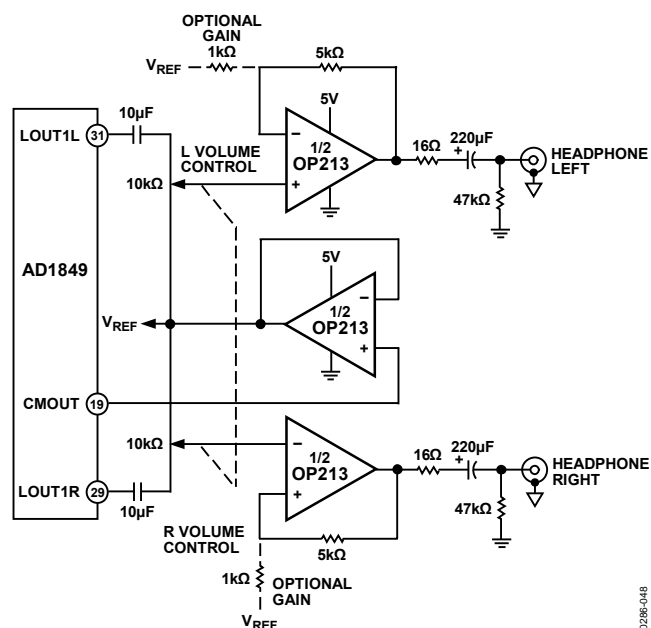 OPTIONAL
GAIN
1kΩ
VREF
5kΩ
5V
10µF
LOUT1L 31
L VOLUME
CONTROL
–
1/2
OP213
+
10kΩ
16Ω
220µF
+
HEADPHONE
LEFT
47kΩ
AD1849
5V
1/2
OP213
–
+
VREF
CMOUT 19
10kΩ
–
1/2
OP213
+
16Ω
220µF
+
HEADPHONE
RIGHT
47kΩ
LOUT1R 29
10µF
R VOLUME
CONTROL
5kΩ
1kΩ
OPTIONAL
GAIN
VREF